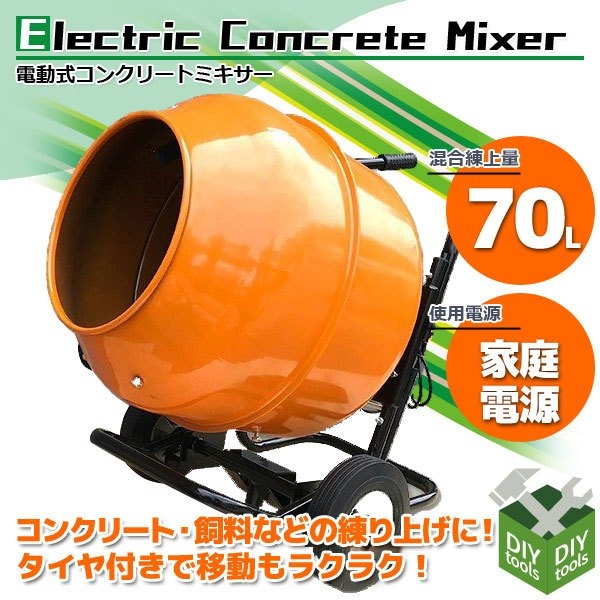 Electric Concrete Mixer
電動式コンクリートミキサー
混合練上量
70L
使用電源
家庭
電源
コンクリート・飼料などの練り上げに！
タイヤ付きで移動もラクラク！
DIY
tools
DIY
tools